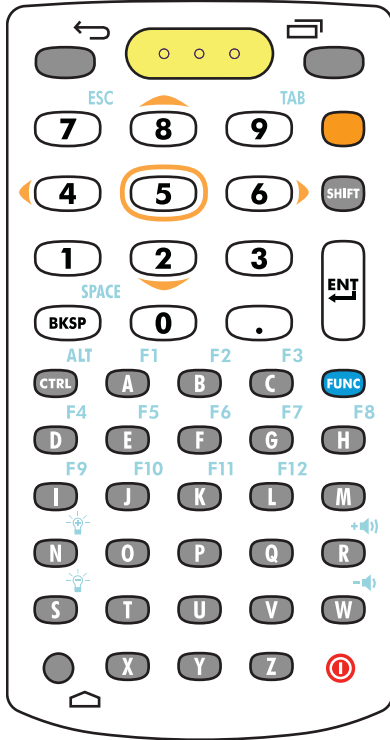 ESC TAB
7 8 9
4 5 6 SHIFT
1 2 3
ENT
SPACE
BKSP 0 .
ALT F1 F2 F3
CTRL A B C FUNC
F4 F5 F6 F7 F8
D E F G H
F9 F10 F11 F12
I J K L M
N O P Q R
S T U V W
X Y Z